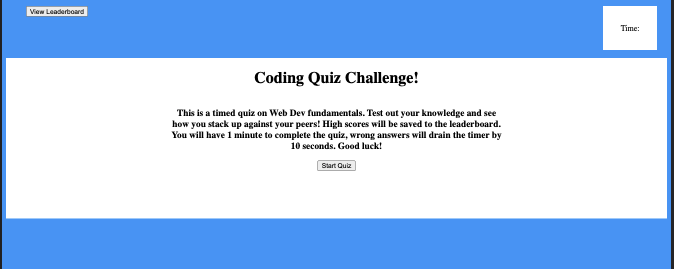 View Leaderboard
Time:
Coding Quiz Challenge!
This is a timed quiz on Web Dev fundamentals. Test out your knowledge and see
how you stack up against your peers! High scores will be saved to the leaderboard.
You will have 1 minute to complete the quiz, wrong answers will drain the timer by
10 seconds. Good luck!
Start Quiz